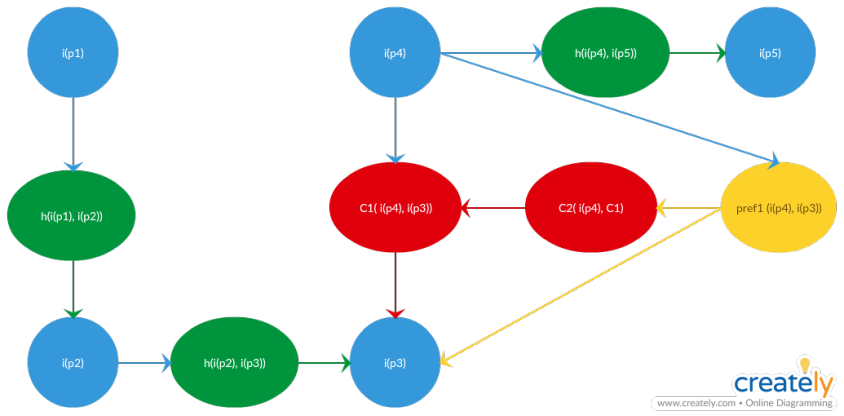 i(p1)
i(p4)
h(i(p4), i(p5))
i(p5)
h(i(p1), i(p2))
C1( i(p4), i(p3))
C2( i(p4), C1)
pref1 (i(p4), i(p3))
i(p2)
h(i(p2), i(p3))
i(p3)
creately
www.creately.com • Online Diagramming